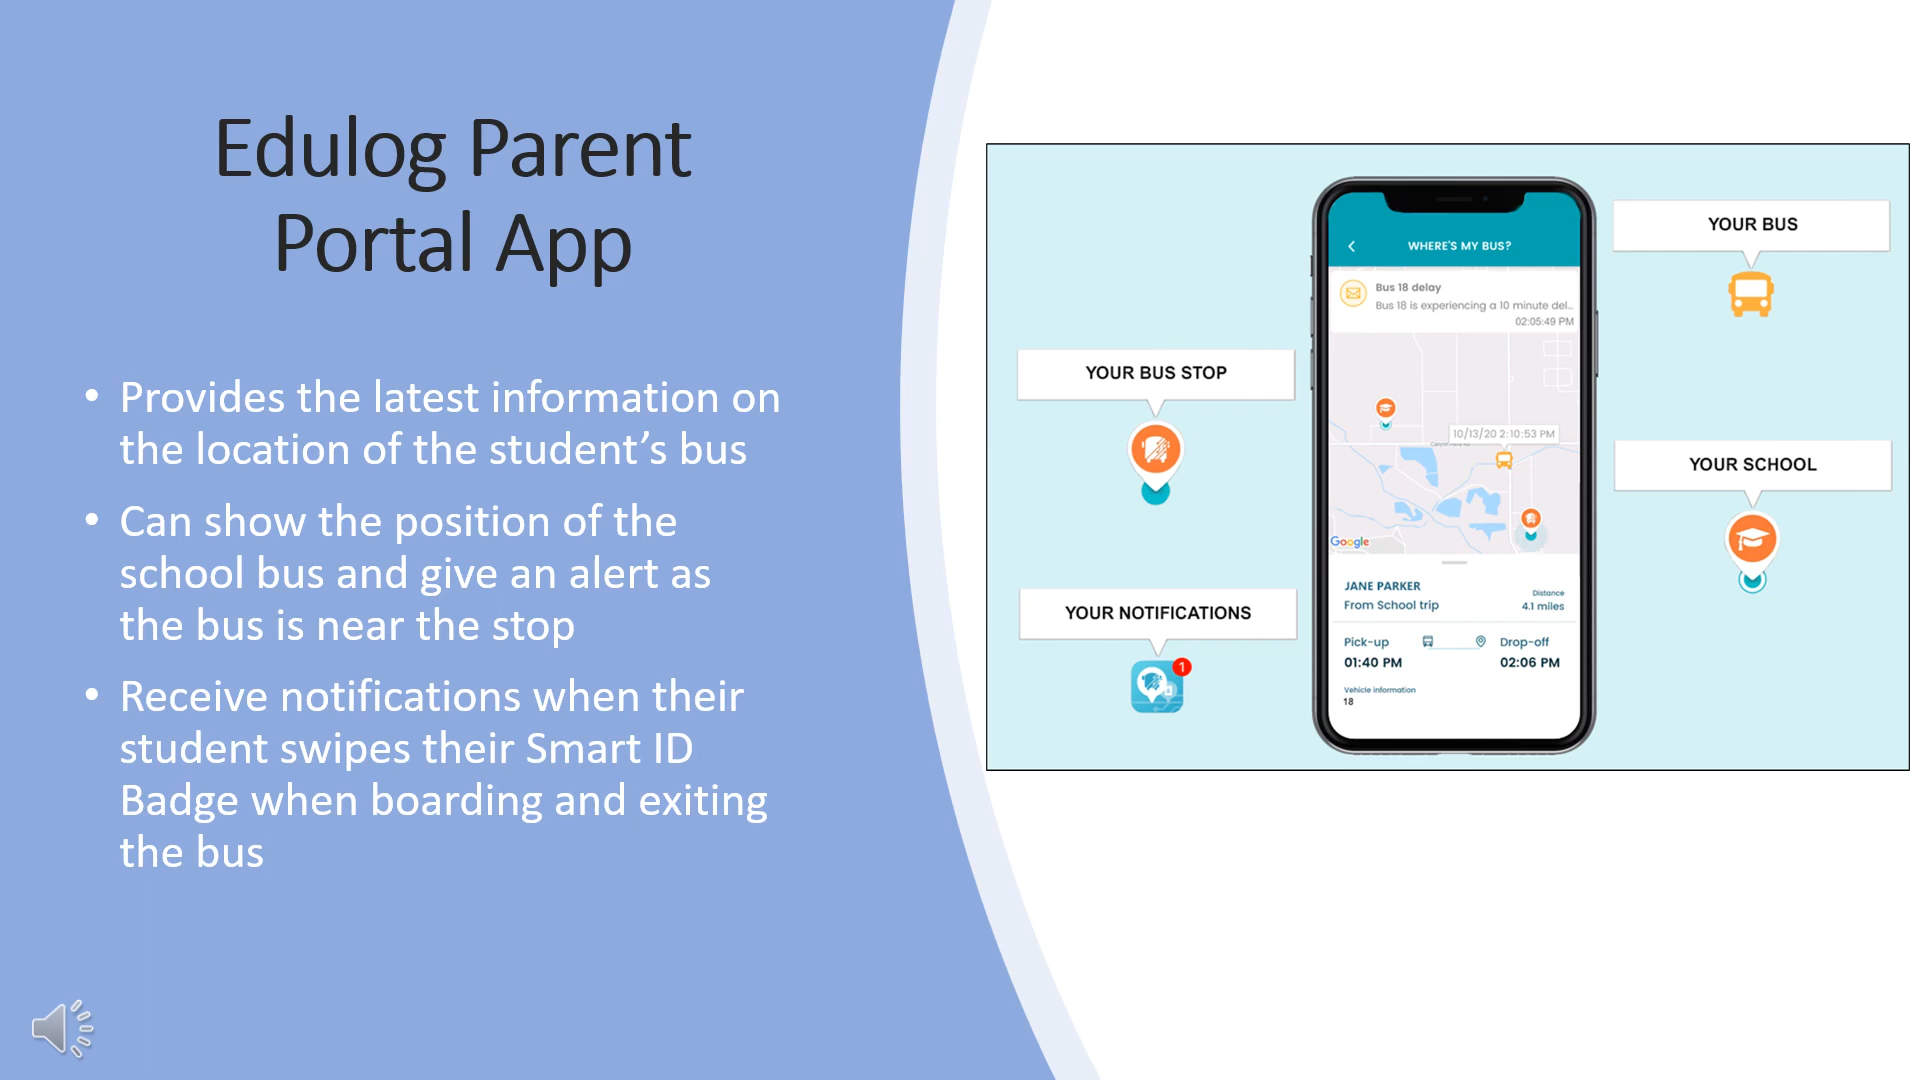 Edulog Parent
Portal App
• Provides the latest information on
the location of the student’s bus
• Can show the position of the
school bus and give an alert as
the bus is near the stop
• Receive notifications when their
student swipes their Smart ID
Badge when boarding and exiting
the bus
YOUR BUS STOP
YOUR NOTIFICATIONS
1
WHERE'S MY BUS?
Bus 18 delay
Bus 18 is experiencing a 10 minute del...
02:05:49 PM
10/13/20 2:10:53 PM
Google
JANE PARKER
From School trip
Distance
4.1 miles
Pick-up
Drop-off
01:40 PM
02:06 PM
Vehicle information
18
YOUR BUS
YOUR SCHOOL